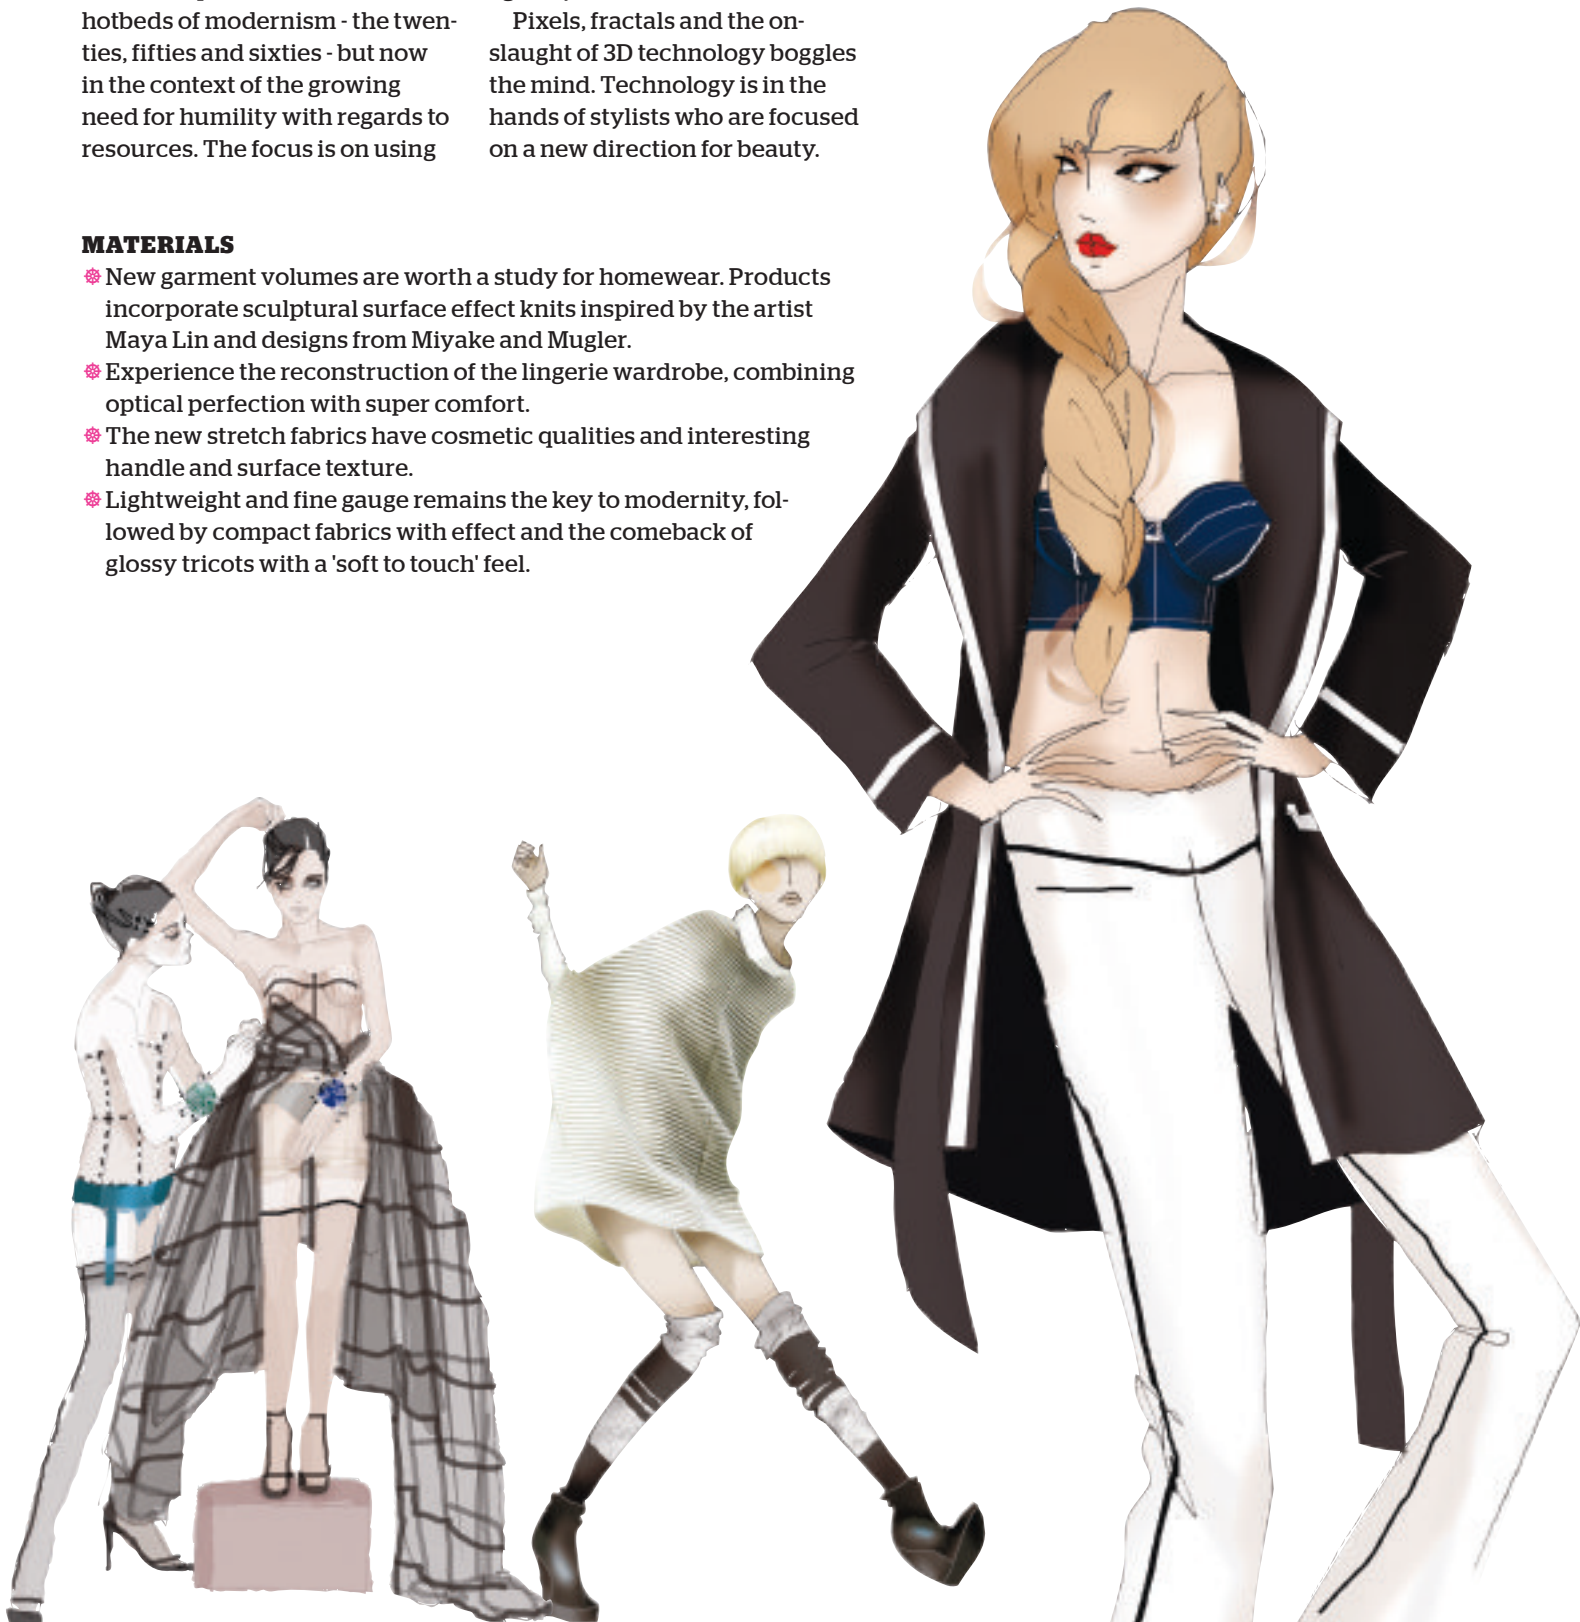 hotbeds of modernism - the twen-
ties, fifties and sixties - but now
in the context of the growing
need for humility with regards to
resources. The focus is on using
Pixels, fractals and the on-
slaught of 3D technology boggles
the mind. Technology is in the
hands of stylists who are focused
on a new direction for beauty.
MATERIALS
New garment volumes are worth a study for homewear. Products
incorporate sculptural surface effect knits inspired by the artist
Maya Lin and designs from Miyake and Mugler.
Experience the reconstruction of the lingerie wardrobe, combining
optical perfection with super comfort.
The new stretch fabrics have cosmetic qualities and interesting
handle and surface texture.
Lightweight and fine gauge remains the key to modernity, fol-
lowed by compact fabrics with effect and the comeback of
glossy tricots with a 'soft to touch' feel.